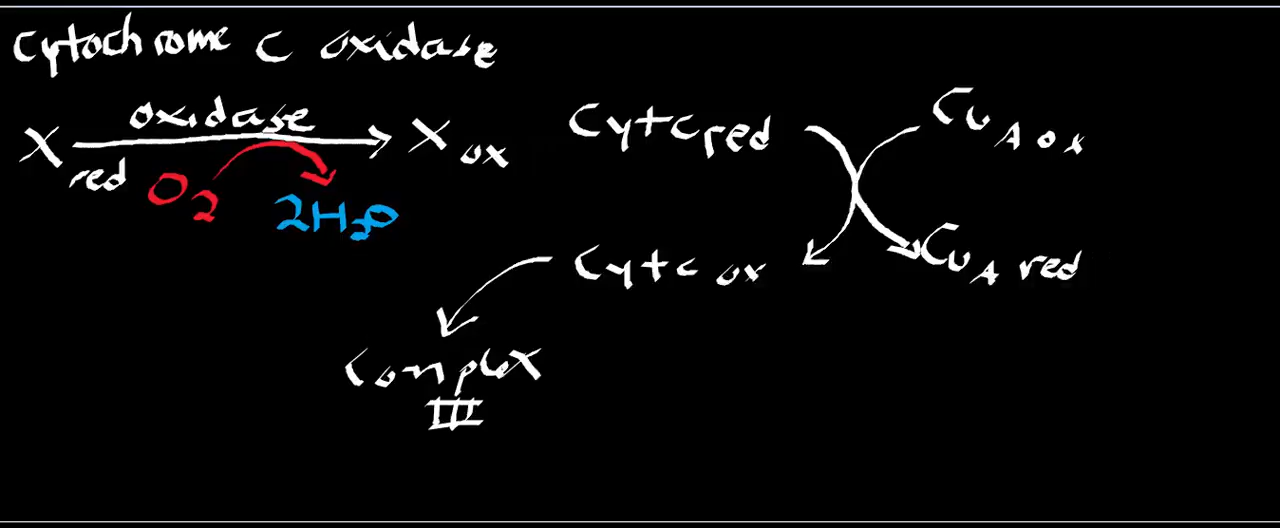 Cytochrome C oxidase
X red oxidase X ox
O2 2H2O
Cytc red CuA ox
Cytc ox CuA red
Complex
III